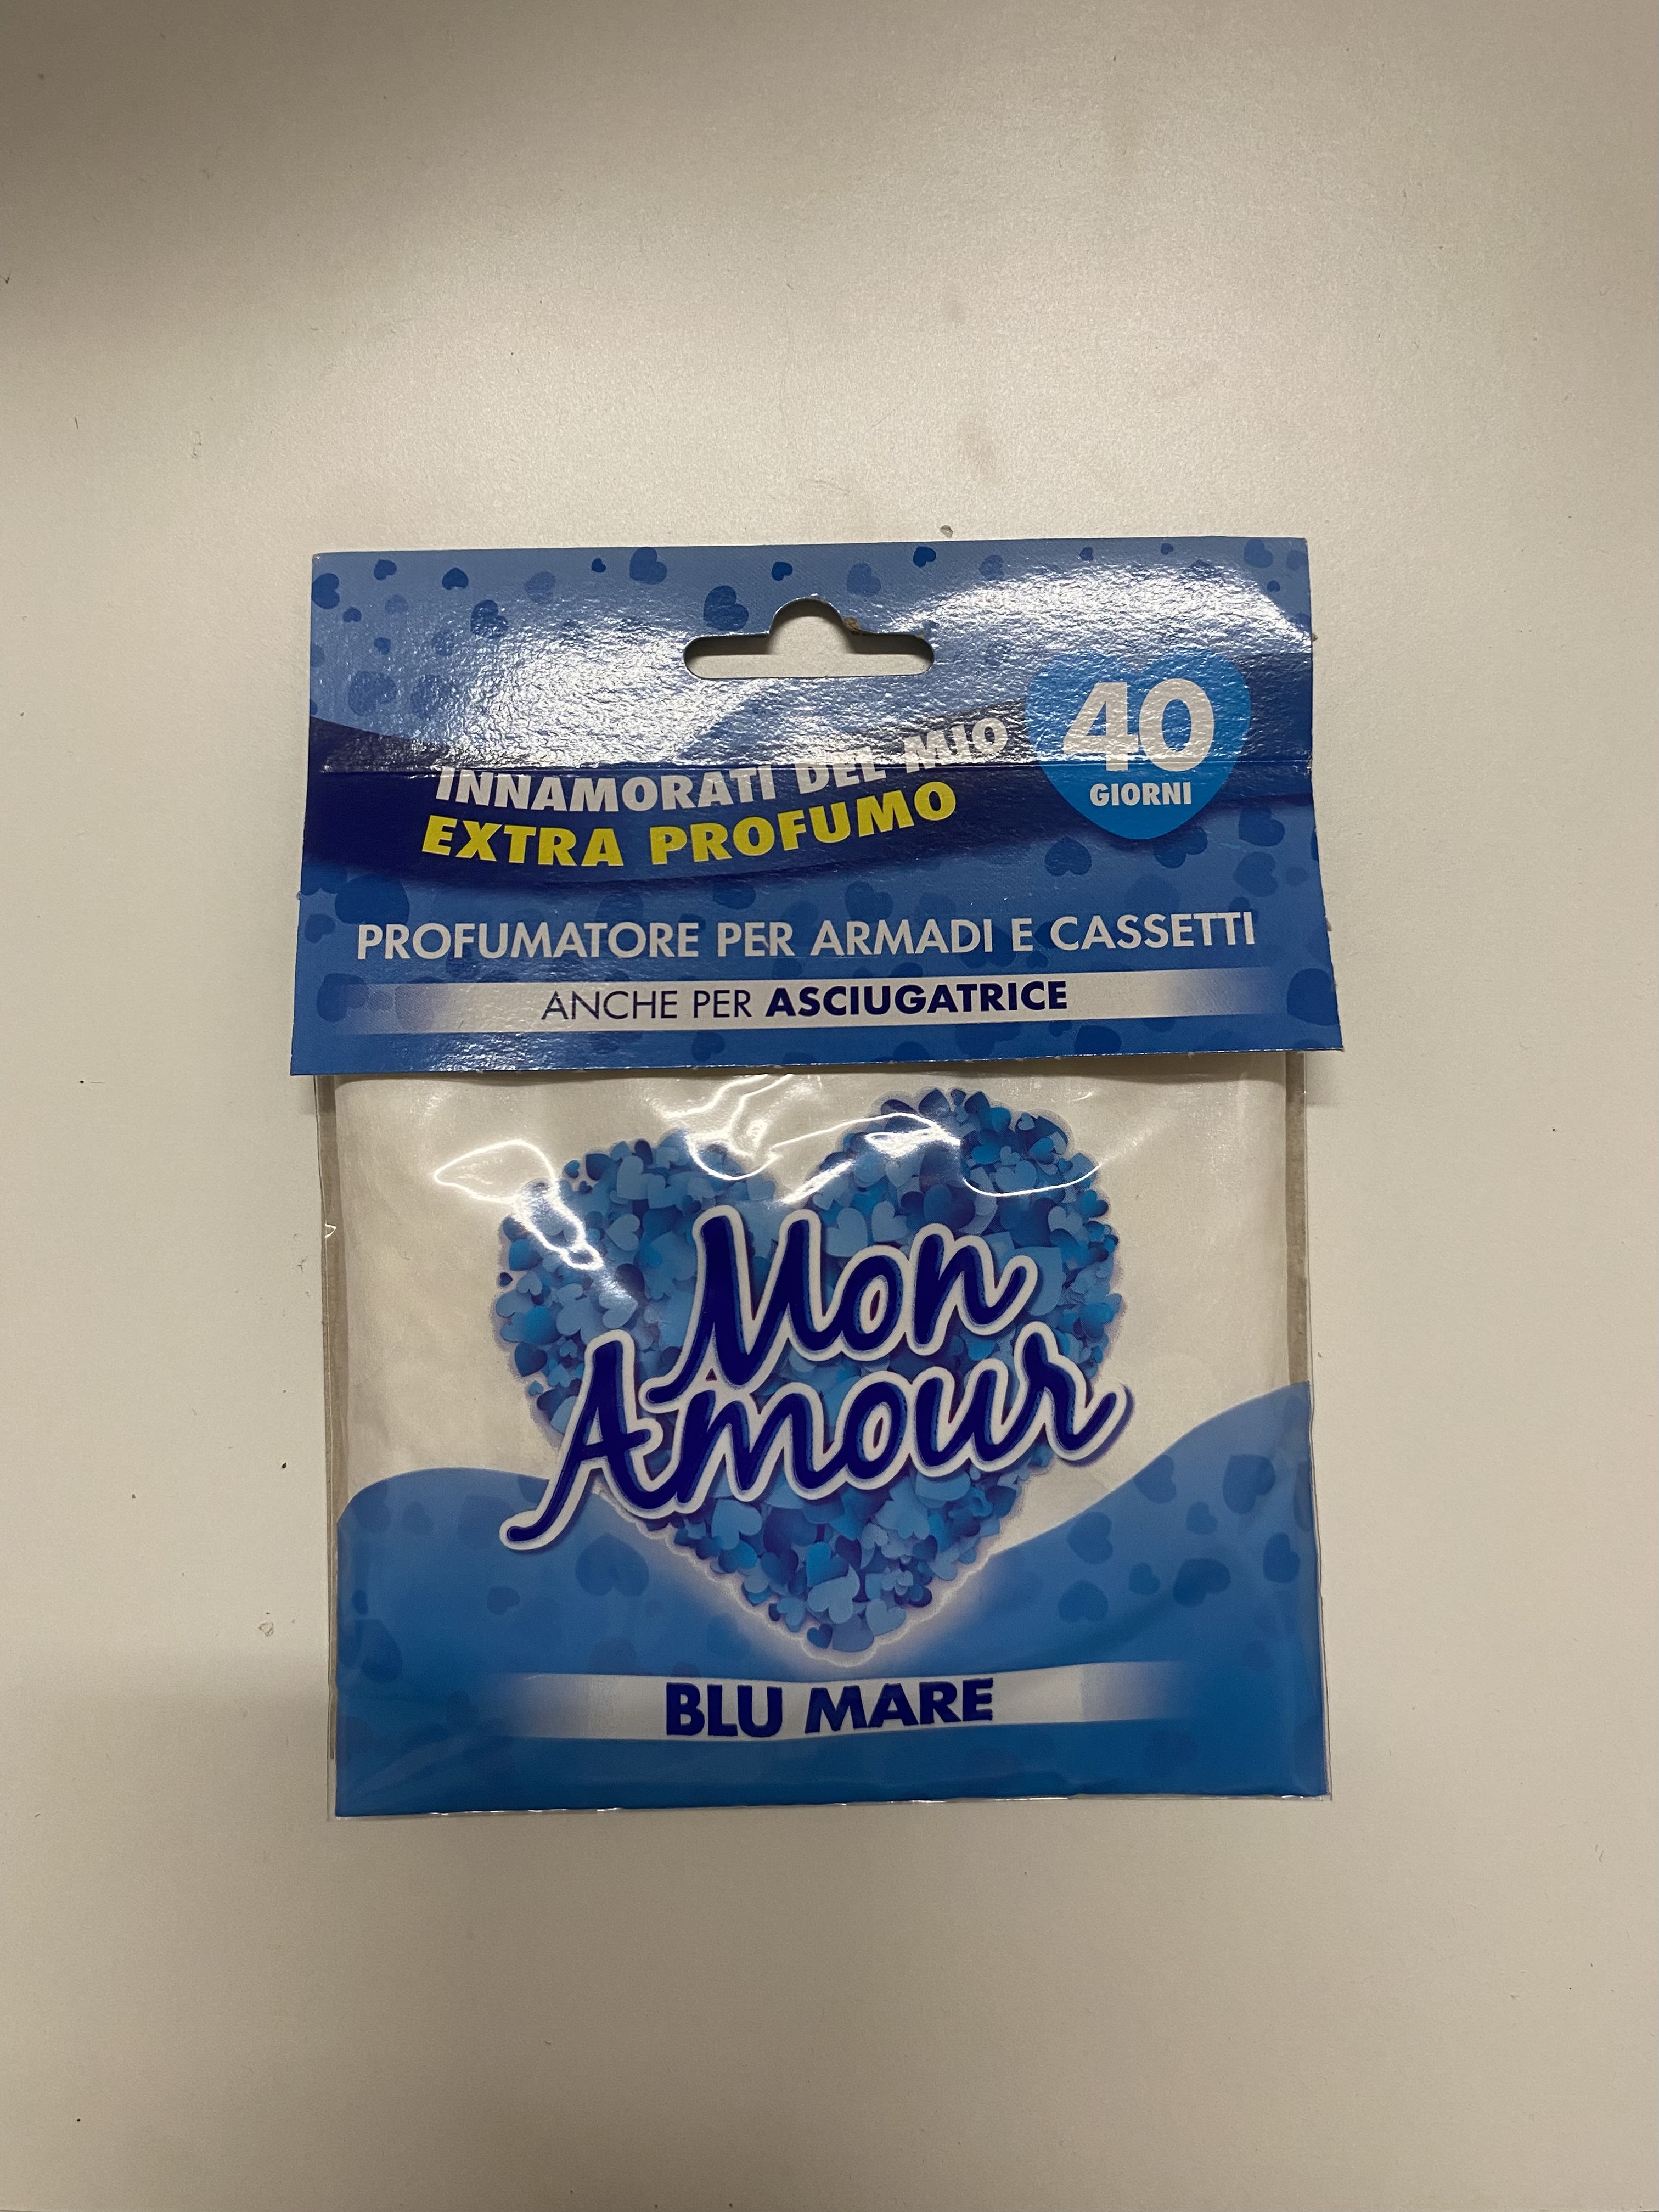 INNAMORATI DEL MIO
EXTRA PROFUMO
40
GIORNI
PROFUMATORE PER ARMADI E CASSETTI
ANCHE PER ASCIUGATRICE
Mon
Amour
BLU MARE